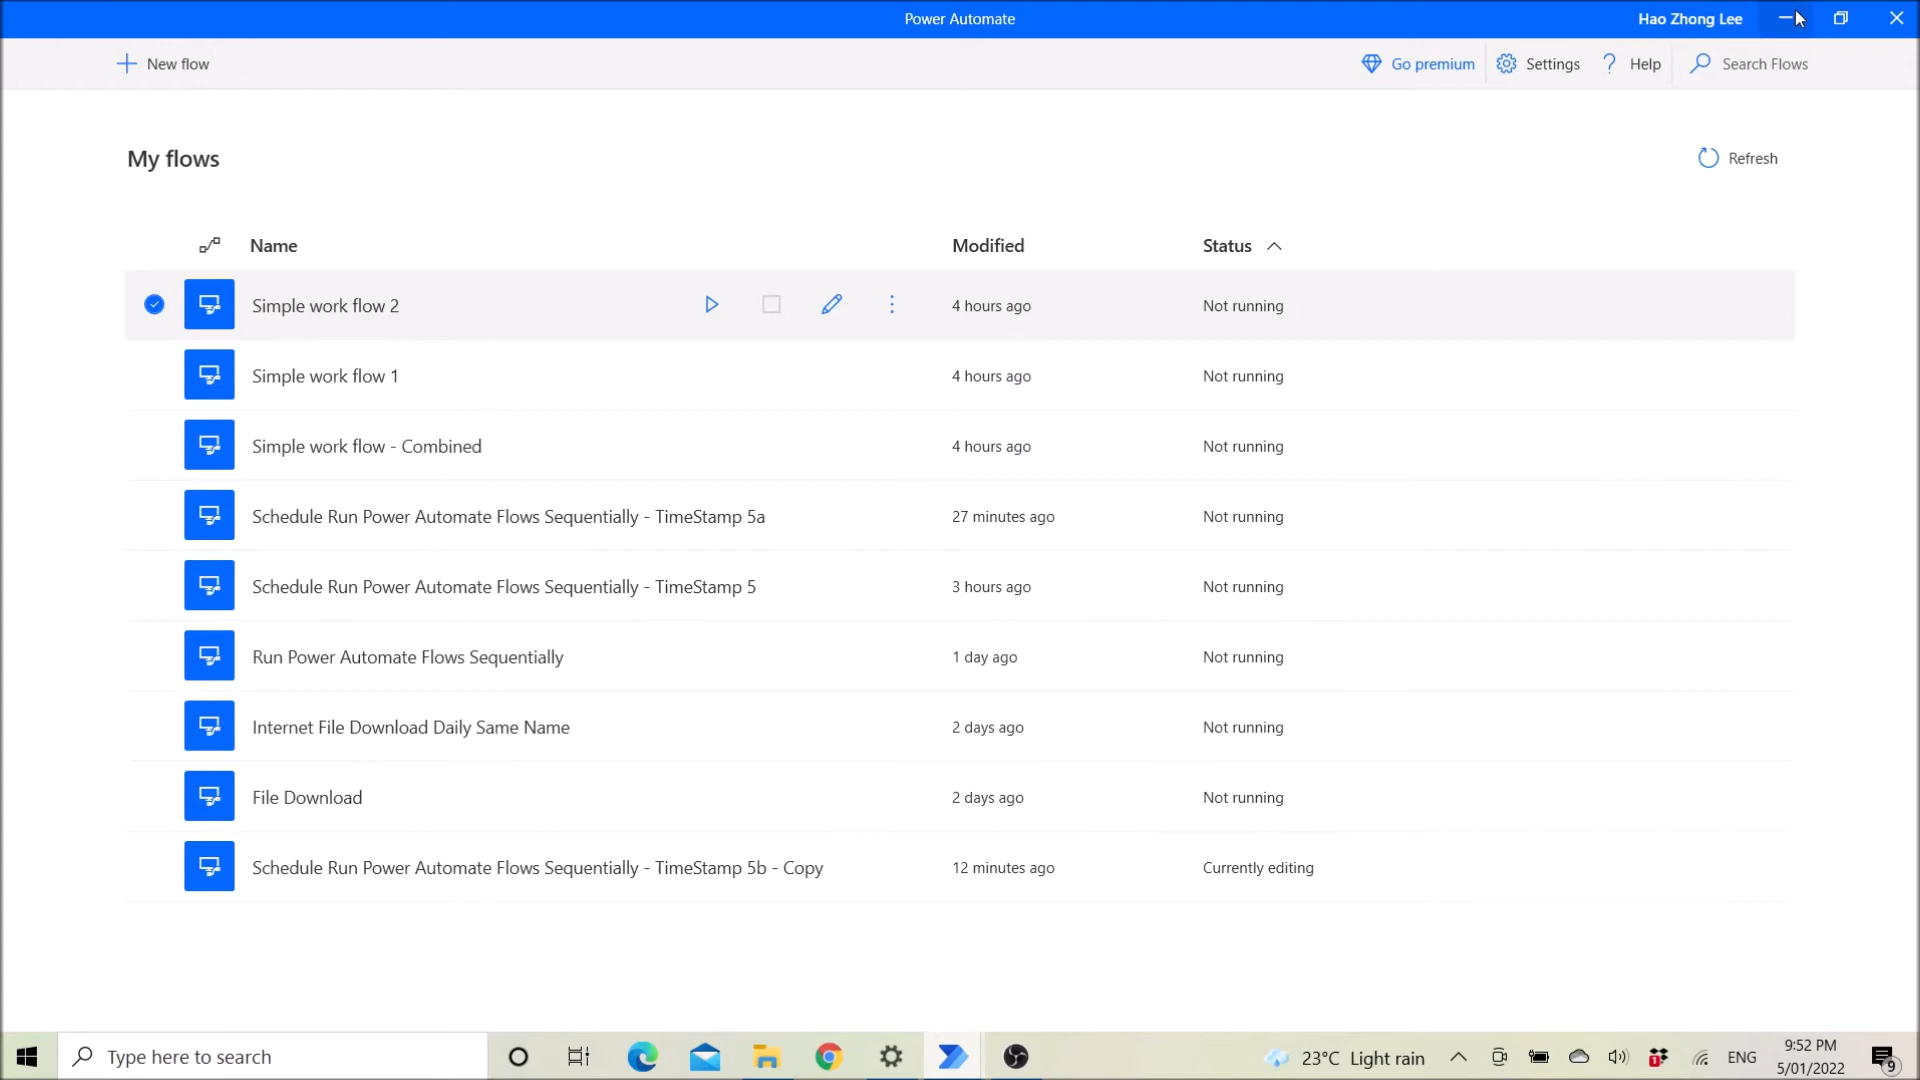 Power Automate
Hao Zhong Lee
New flow
Go premium
Settings
? Help
Search Flows
My flows
Refresh
Name Modified Status
Simple work flow 2 4 hours ago Not running
Simple work flow 1 4 hours ago Not running
Simple work flow - Combined 4 hours ago Not running
Schedule Run Power Automate Flows Sequentially - TimeStamp 5a 27 minutes ago Not running
Schedule Run Power Automate Flows Sequentially - TimeStamp 5 3 hours ago Not running
Run Power Automate Flows Sequentially 1 day ago Not running
Internet File Download Daily Same Name 2 days ago Not running
File Download 2 days ago Not running
Schedule Run Power Automate Flows Sequentially - TimeStamp 5b - Copy 12 minutes ago Currently editing
Type here to search
23°C Light rain
1
ENG
9:52 PM
5/01/2022
9